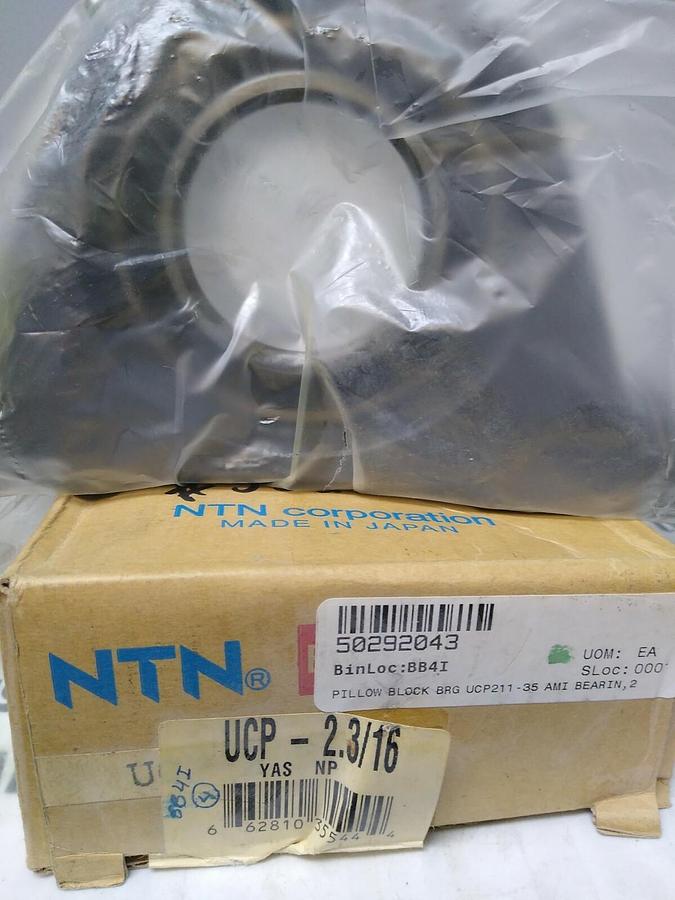 NTN corporation
MADE IN JAPAN
NTN®
50292043
BinLoc:BB4I
UOM: EA
SLoc: 000
PILLOW BLOCK BRG UCP211-35 AMI BEARIN,2
UCP - 2.3/16
YAS NP
BB4I
6 62810 35544 4